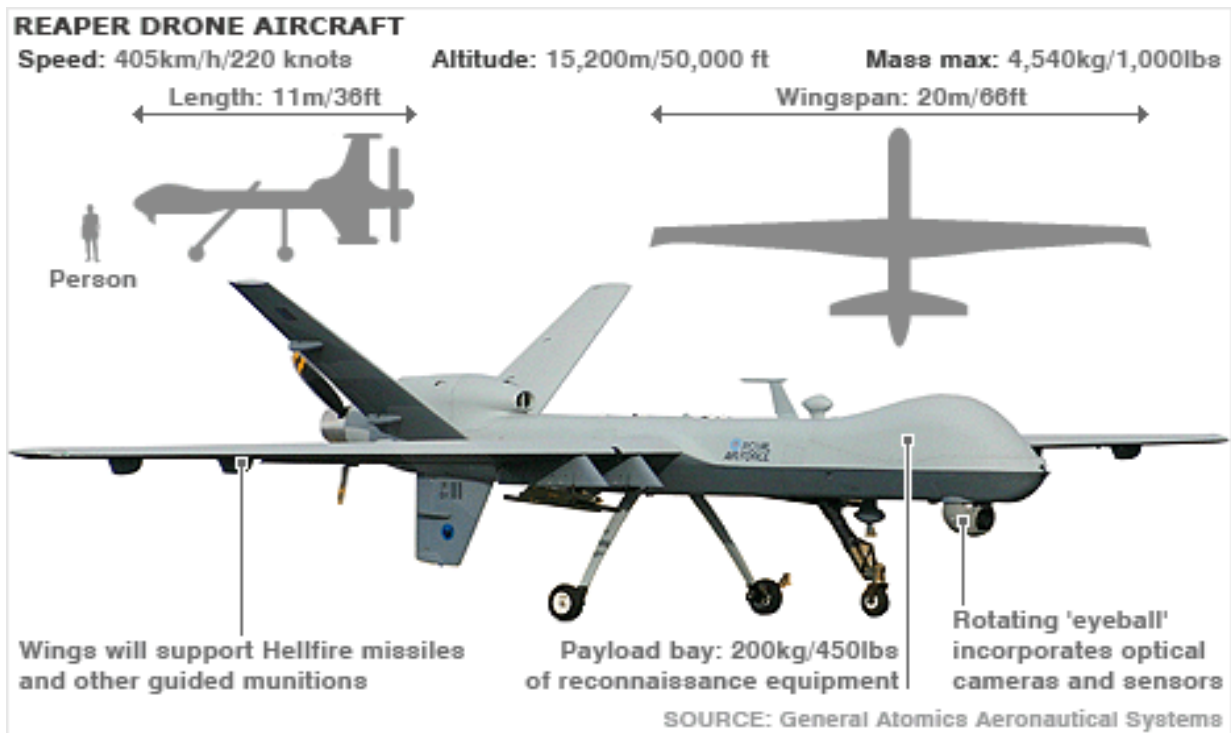 REAPER DRONE AIRCRAFT
Speed: 405km/h/220 knots
Altitude: 15,200m/50,000 ft
Mass max: 4,540kg/1,000lbs
Length: 11m/36ft
Wingspan: 20m/66ft
Person
Wings will support Hellfire missiles
and other guided munitions
Payload bay: 200kg/450lbs
of reconnaissance equipment
Rotating 'eyeball'
incorporates optical
cameras and sensors
SOURCE: General Atomics Aeronautical Systems